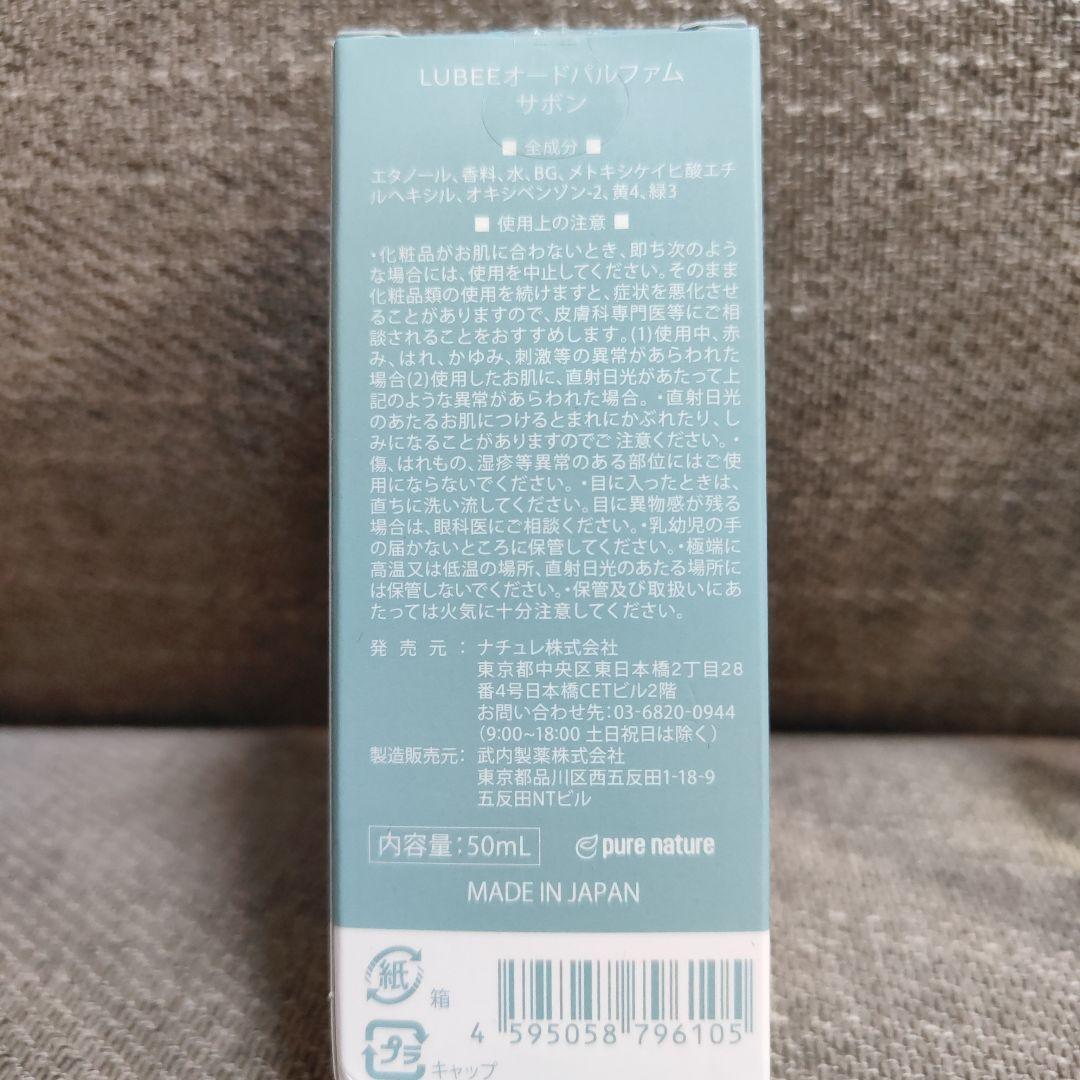 LUBEEオードパルファム
サボン
■ 全成分 ■
エタノール、香料、水、BG、メトキシケイヒ酸エチ
ルヘキシル、オキシベンゾン-2、黄4、緑3
■ 使用上の注意 ■
・化粧品がお肌に合わないとき、即ち次のよう
な場合には、使用を中止してください。そのまま
化粧品類の使用を続けますと、症状を悪化させ
ることがありますので、皮膚科専門医等にご相
談されることをおすすめします。(1)使用中、赤
み、はれ、かゆみ、刺激等の異常があらわれた
場合(2)使用したお肌に、直射日光があたって上
記のような異常があらわれた場合。・直射日光
のあたるお肌につけるとまれにかぶれたり、し
みになることがありますのでご注意ください。・
傷、はれもの、湿疹等異常のある部位にはご使
用にならないでください。・目に入ったときは、
直ちに洗い流してください。目に異物感が残る
場合は、眼科医にご相談ください。・乳幼児の手
の届かないところに保管してください。・極端に
高温又は低温の場所、直射日光のあたる場所に
は保管しないでください。・保管及び取扱いにあ
たっては火気に十分注意してください。
発売元：ナチュレ株式会社
東京都中央区東日本橋2丁目28
番4号日本橋CETビル2階
お問い合わせ先：03-6820-0944
（9:00~18:00 土日祝日は除く）
製造販売元：武内製薬株式会社
東京都品川区西五反田1-18-9
五反田NTビル
内容量：50mL
pure nature
MADE IN JAPAN
紙
箱
4 595058 796105
プラ
キャップ